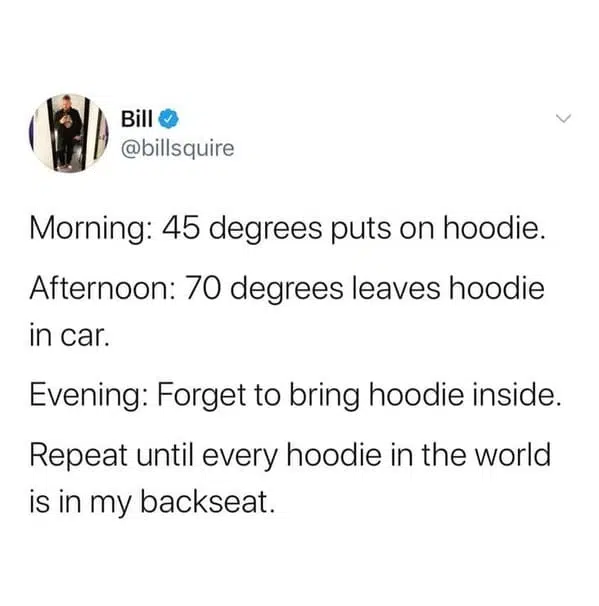 Bill
@billsquire
Morning: 45 degrees puts on hoodie.
Afternoon: 70 degrees leaves hoodie
in car.
Evening: Forget to bring hoodie inside.
Repeat until every hoodie in the world
is in my backseat.